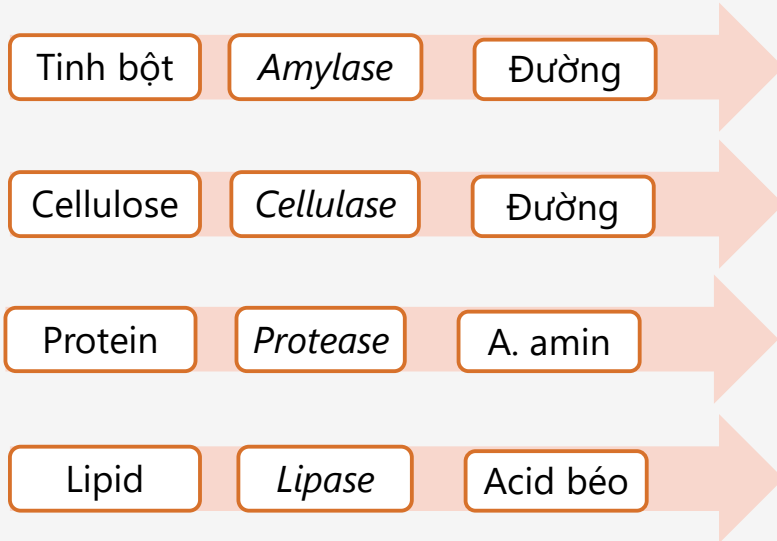 Tinh bột Amylase Đường
Cellulose Cellulase Đường
Protein Protease A. amin
Lipid Lipase Acid béo